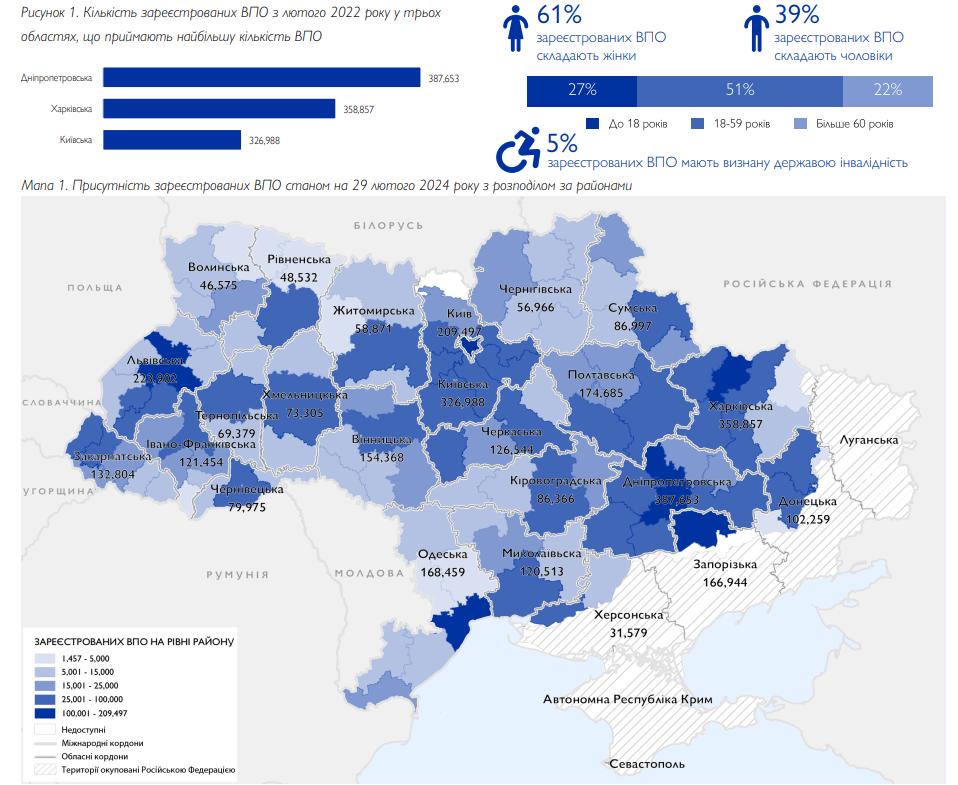 Рисунок 1. Кількість зареєстрованих ВПО з лютого 2022 року у трьох
областях, що приймають найбільшу кількість ВПО
Дніпропетровська
387,653
Харківська
358,857
Київська
326,988
61%
зареєстрованих ВПО
складають жінки
39%
зареєстрованих ВПО
складають чоловіки
27%
51%
22%
До 18 років
18-59 років
Більше 60 років
5%
зареєстрованих ВПО мають визнану державою інвалідність
Мапа 1. Присутність зареєстрованих ВПО станом на 29 лютого 2024 року з розподілом за районами
БІЛОРУСЬ
ПОЛЬЩА
РОСІЙСЬКА ФЕДЕРАЦІЯ
СЛОВАЧЧИНА
УГОРЩИНА
РУМУНІЯ
МОЛДОВА
Волинська
46,575
Рівненська
48,532
Житомирська
58,871
Київ
209,497
Чернігівська
56,966
Сумська
86,997
Львівська
223,902
Хмельницька
73,305
Київська
326,988
Полтавська
174,685
Харківська
358,857
Луганська
Тернопільська
69,379
Івано-Франківська
121,454
Закарпатська
132,804
Чернівецька
79,975
Вінницька
154,368
Черкаська
126,544
Кіровоградська
86,366
Дніпропетровська
387,653
Донецька
102,259
Одеська
168,459
Миколаївьска
120,513
Запорізька
166,944
Херсонська
31,579
Автономна Республіка Крим
Севастополь
ЗАРЕЄСТРОВАНИХ ВПО НА РІВНІ РАЙОНУ
1,457 - 5,000
5,001 - 15,000
15,001 - 25,000
25,001 - 100,000
100,001 - 209,497
Недоступні
Міжнародні кордони
Обласні кордони
Території окуповані Російською Федерацією